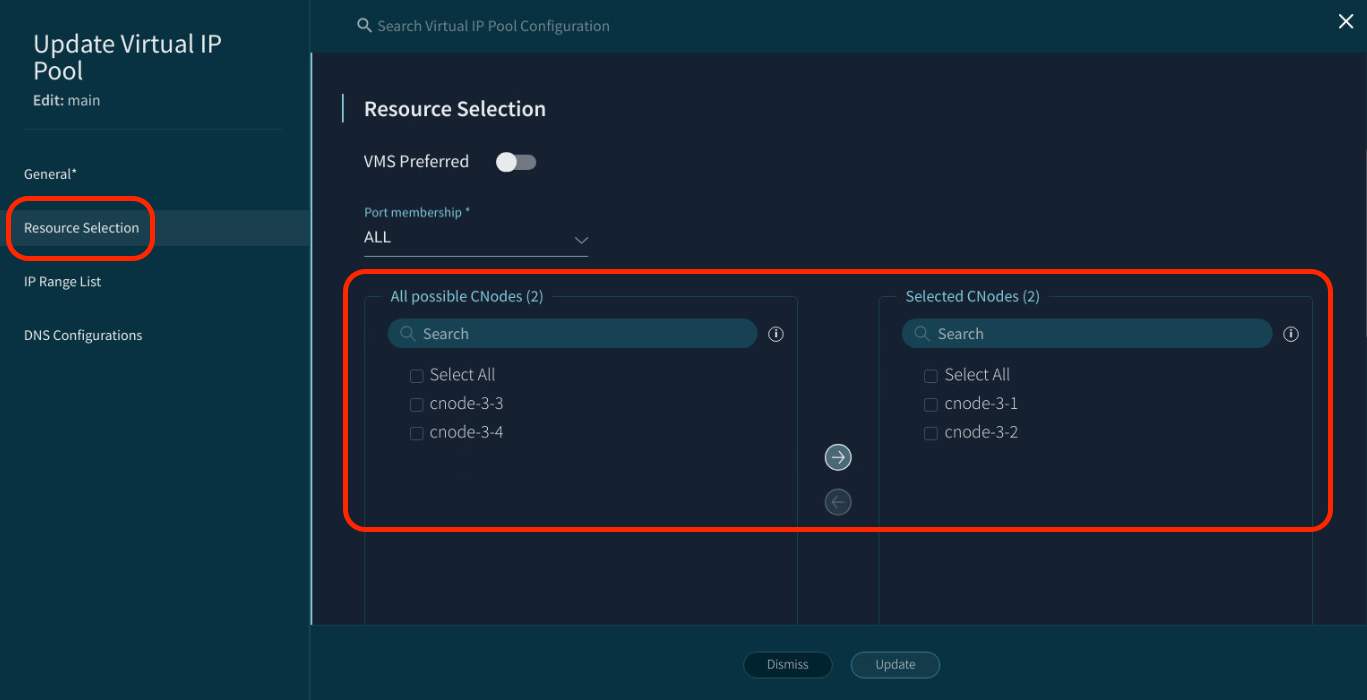 Update Virtual IP
Pool
Edit: main
General*
Resource Selection
IP Range List
DNS Configurations
Search Virtual IP Pool Configuration
Resource Selection
VMS Preferred
Port membership *
ALL
All possible CNodes (2)
Search
Select All
cnode-3-3
cnode-3-4
Selected CNodes (2)
Search
Select All
cnode-3-1
cnode-3-2
Dismiss
Update